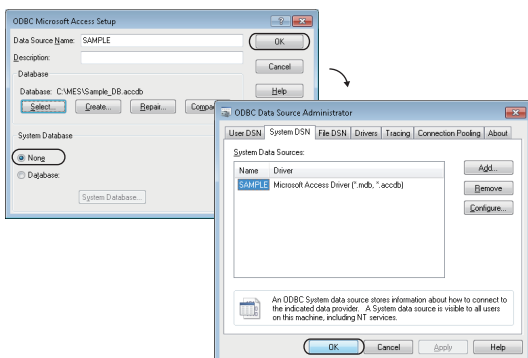 ODBC Microsoft Access Setup
Data Source Name: SAMPLE
OK
Description:
Cancel
Database
Database: C:\MES\Sample_DB.accdb
Help
Select... Create... Repair...
System Database
None
Database:
System Database...
ODBC Data Source Administrator
User DSN System DSN File DSN Drivers Tracing Connection Pooling About
System Data Sources:
Name Driver
SAMPLE Microsoft Access Driver (*.mdb, *.accdb)
Add...
Remove
Configure...
An ODBC System data source stores information about how to connect to
the indicated data provider. A System data source is visible to all users
on this machine, including NT services.
OK Cancel Apply Help